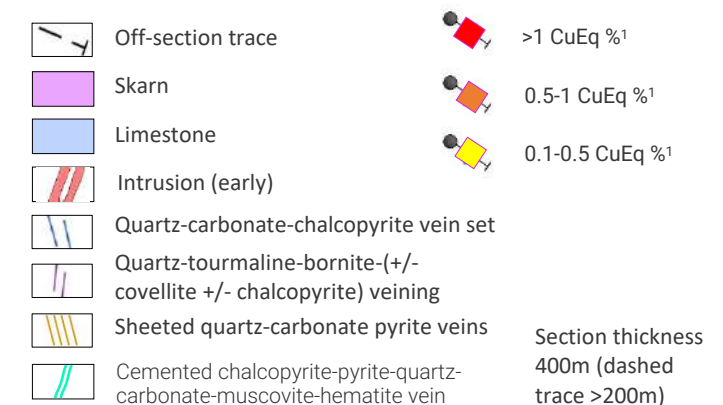 Off-section trace
Skarn
Limestone
Intrusion (early)
Quartz-carbonate-chalcopyrite vein set
Quartz-tourmaline-bornite-(+/-
covellite +/- chalcopyrite) veining
Sheeted quartz-carbonate pyrite veins
Cemented chalcopyrite-pyrite-quartz-
carbonate-muscovite-hematite vein
>1 CuEq %¹
0.5-1 CuEq %¹
0.1-0.5 CuEq %¹
Section thickness
400m (dashed
trace >200m)